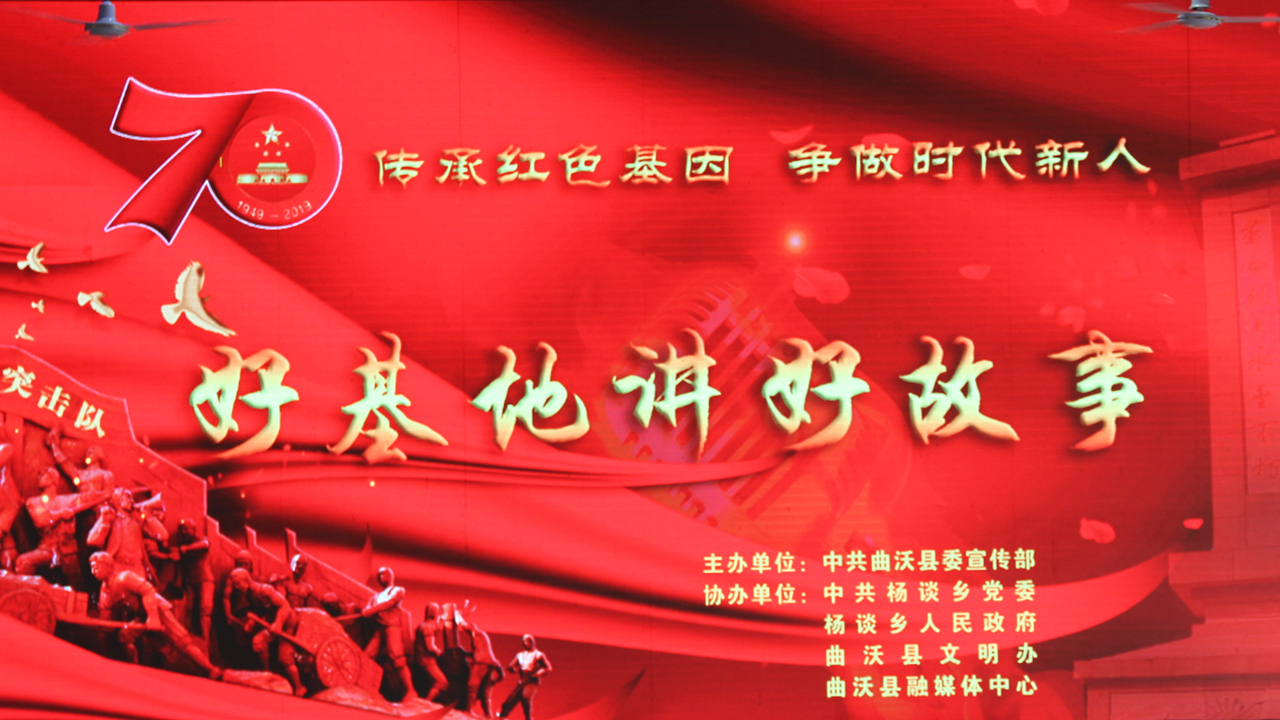 70
1949-2019
传承红色基因 争做时代新人
好基地讲好故事
突击队
主办单位：中共曲沃县委宣传部
协办单位：中共杨谈乡党委
杨谈乡人民政府
曲沃县文明办
曲沃县融媒体中心